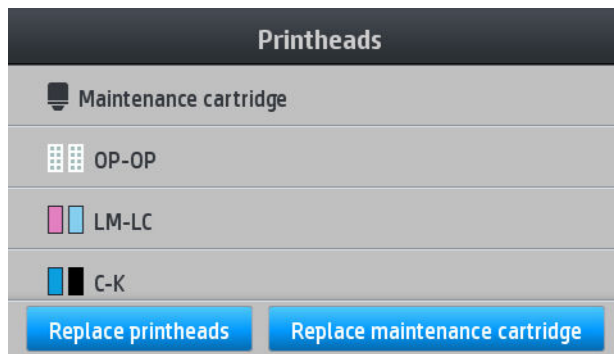 Printheads
Maintenance cartridge
OP-OP
LM-LC
C-K
Replace printheads
Replace maintenance cartridge